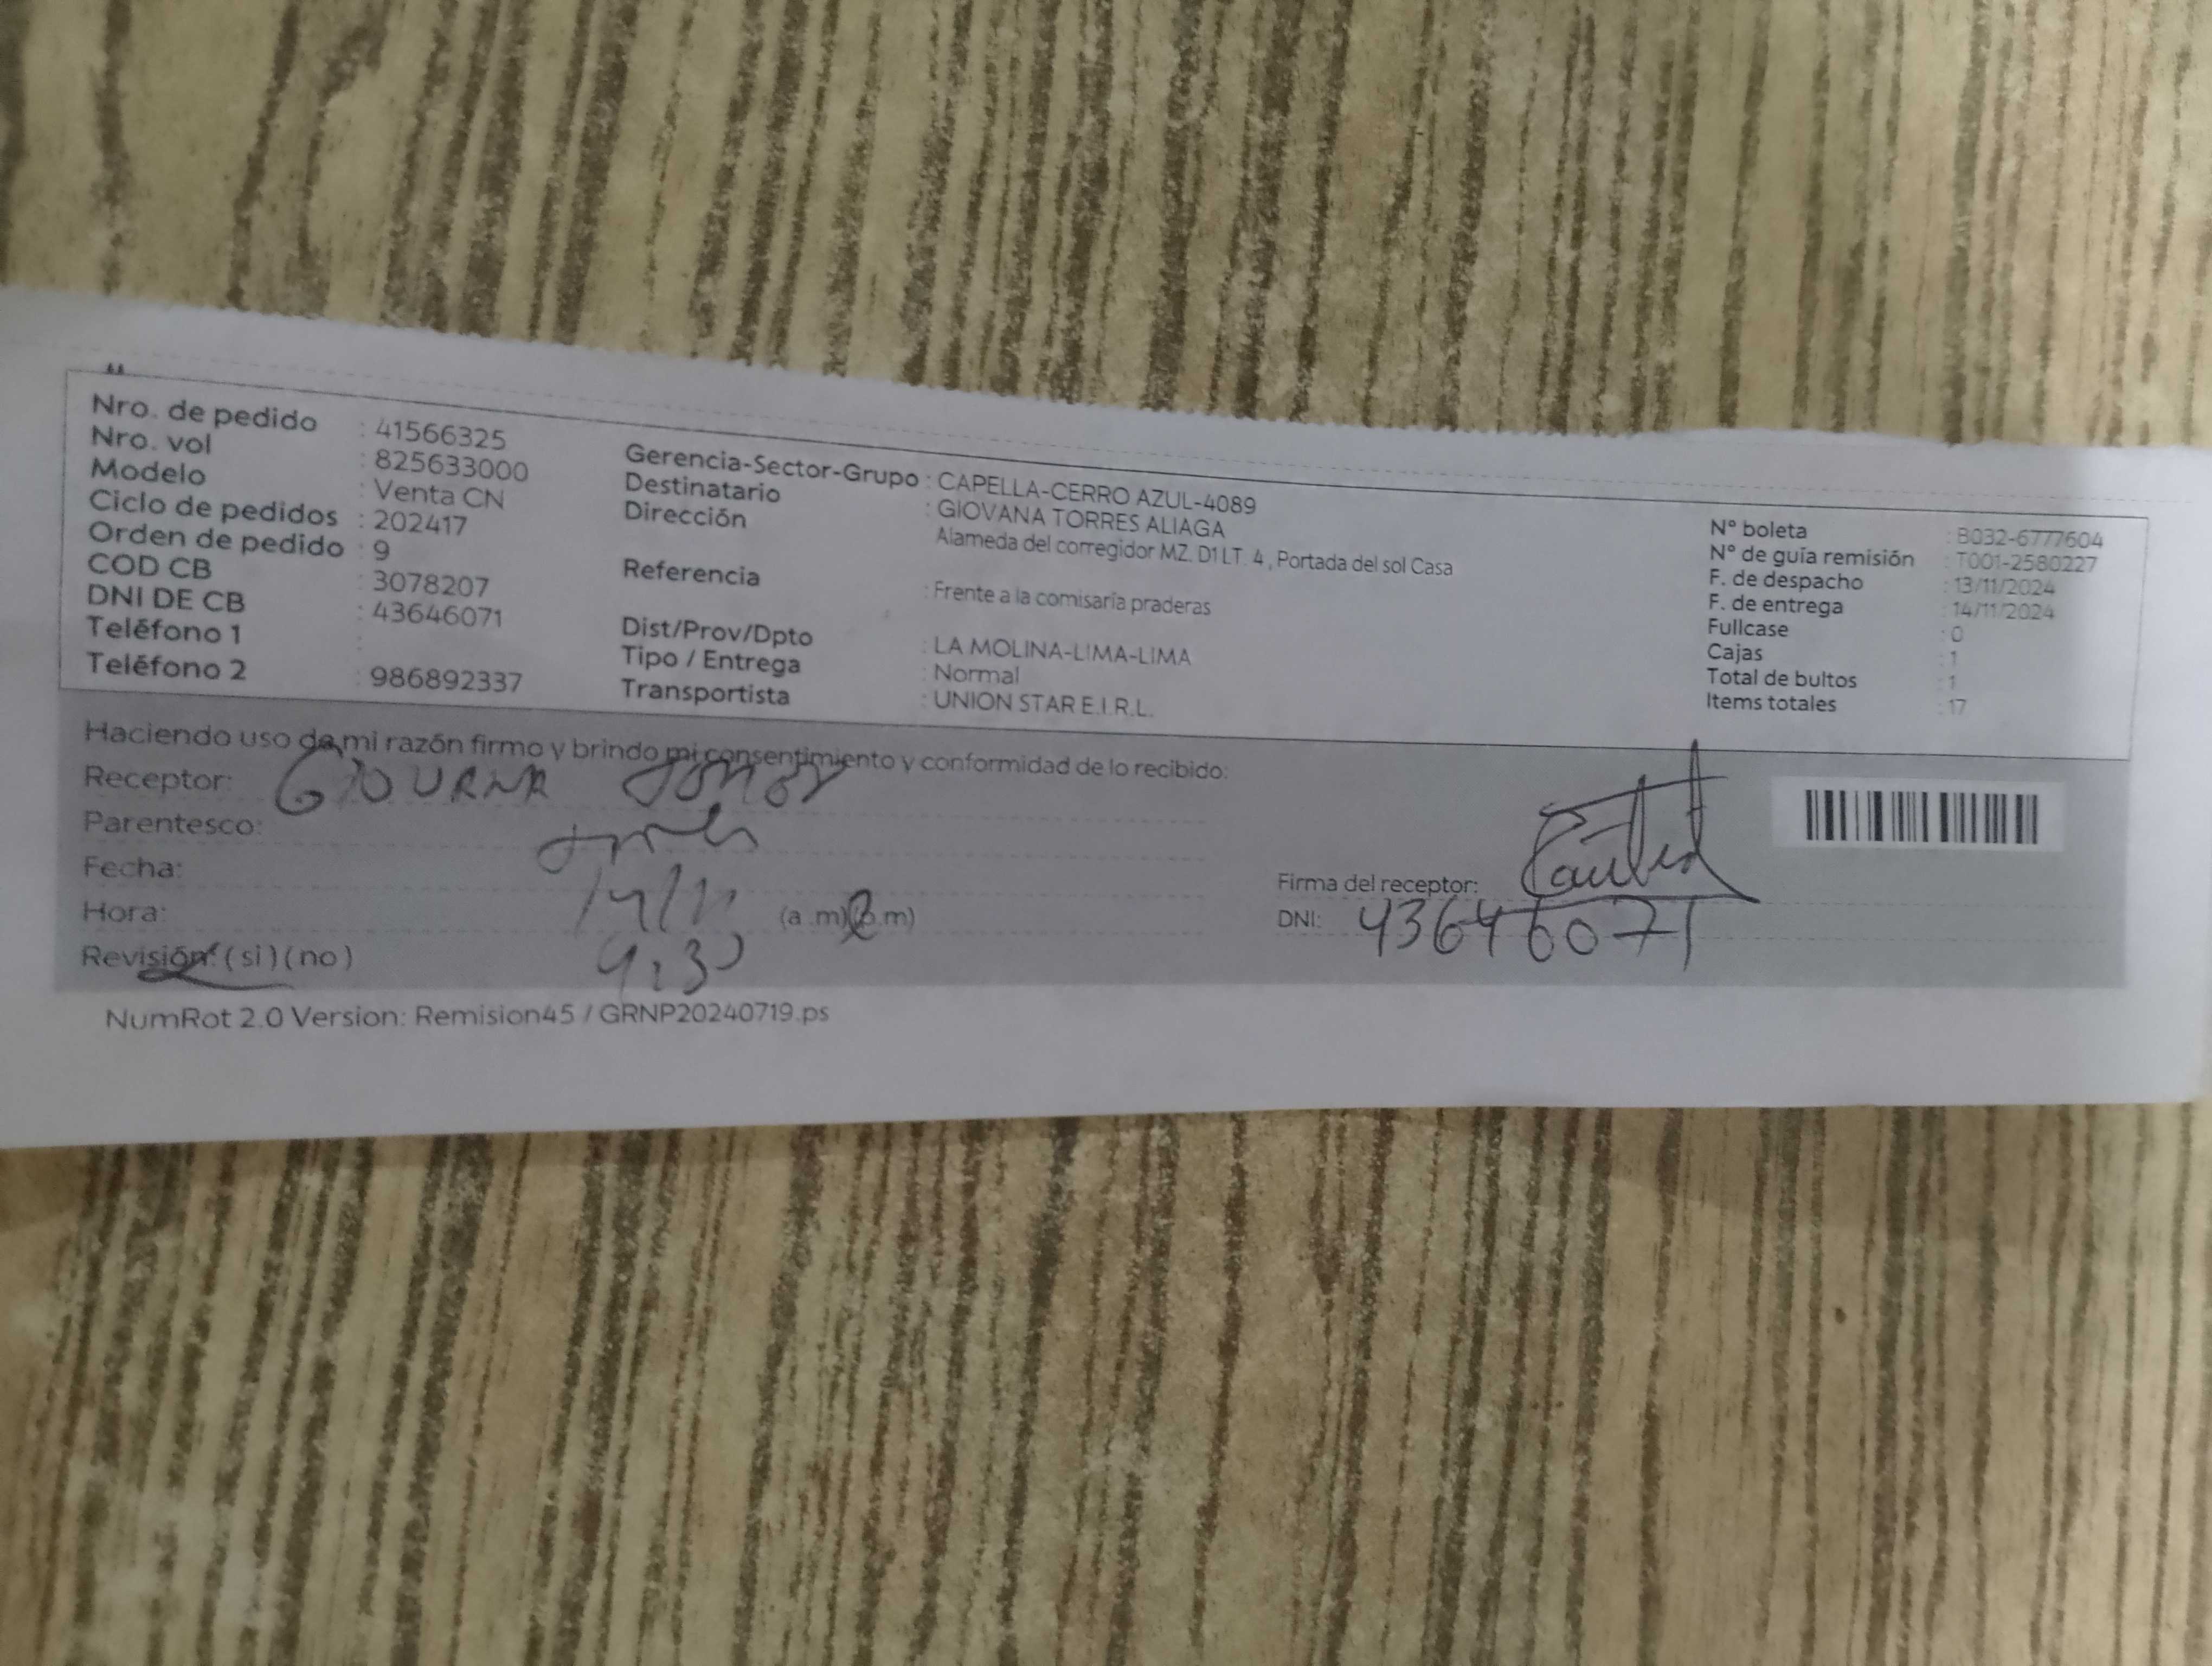 Nro. de pedido : 41566325
Nro. vol : 825633000
Modelo : Venta CN
Ciclo de pedidos : 202417
Orden de pedido : 9
COD CB : 3078207
DNI DE CB : 43646071
Teléfono 1 :
Teléfono 2 : 986892337
Gerencia-Sector-Grupo : CAPELLA-CERRO AZUL-4089
Destinatario : GIOVANA TORRES ALIAGA
Dirección Alameda del corregidor MZ. D1 LT. 4 , Portada del sol Casa
Referencia : Frente a la comisaría praderas
Dist/Prov/Dpto : LA MOLINA-LIMA-LIMA
Tipo / Entrega : Normal
Transportista : UNION STAR E.I.R.L.
N° boleta : B032-6777604
N° de guía remisión : T001-2580227
F. de despacho : 13/11/2024
F. de entrega : 14/11/2024
Fullcase : 0
Cajas : 1
Total de bultos : 1
Items totales : 17
Haciendo uso de mi razón firmo y brindo mi consentimiento y conformidad de lo recibido:
Receptor:
Parentesco:
Fecha: 14/11
Hora: (a.m)(p.m)
Revisión: (si)(no)
Firma del receptor:
DNI: 43646071
NumRot 2.0 Version: Remision45 / GRNP20240719.ps